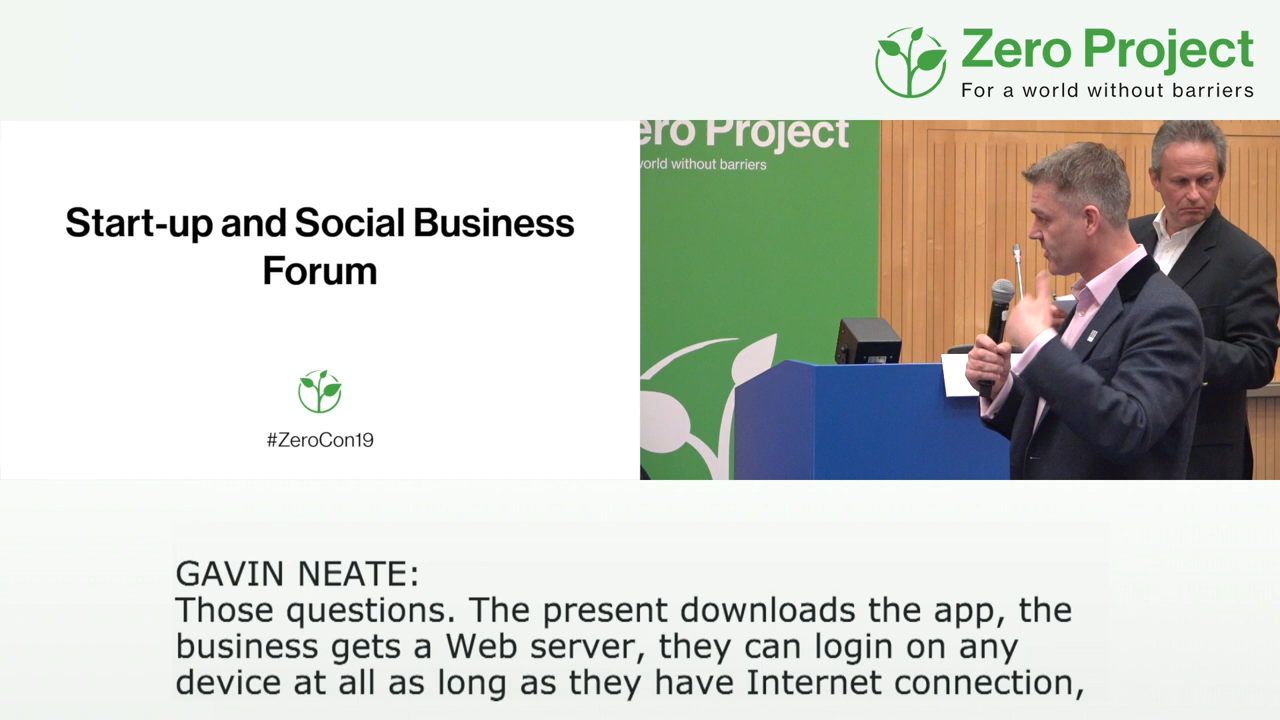 Zero Project
For a world without barriers
Start-up and Social Business
Forum
#ZeroCon19
ero Project
world without barriers
GAVIN NEATE:
Those questions. The present downloads the app, the
business gets a Web server, they can login on any
device at all as long as they have Internet connection,